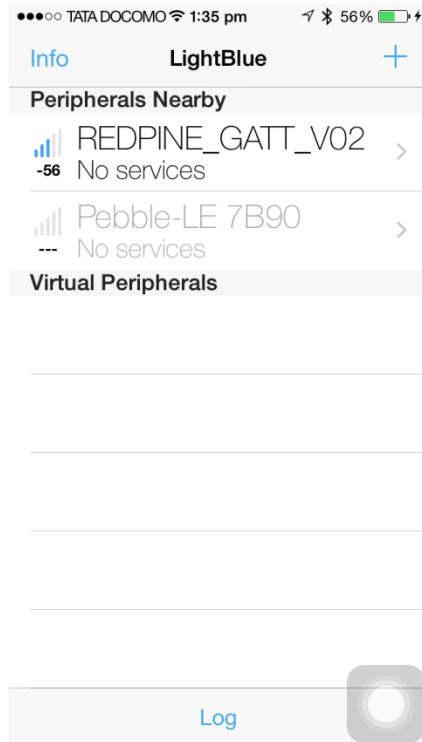 TATA DOCOMO 1:35 pm 56%
Info LightBlue +
Peripherals Nearby
REDPINE_GATT_V02
-56 No services
Pebble-LE 7B90
--- No services
Virtual Peripherals
Log